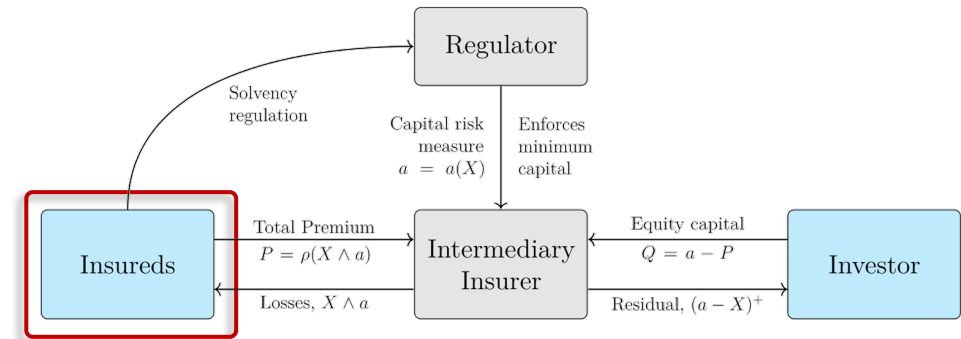 Regulator
Solvency
regulation
Capital risk
measure
a = a(X)
Enforces
minimum
capital
Insureds
Total Premium
P = ρ(X ∧ a)
Losses, X ∧ a
Intermediary
Insurer
Equity capital
Q = a − P
Residual, (a − X)⁺
Investor